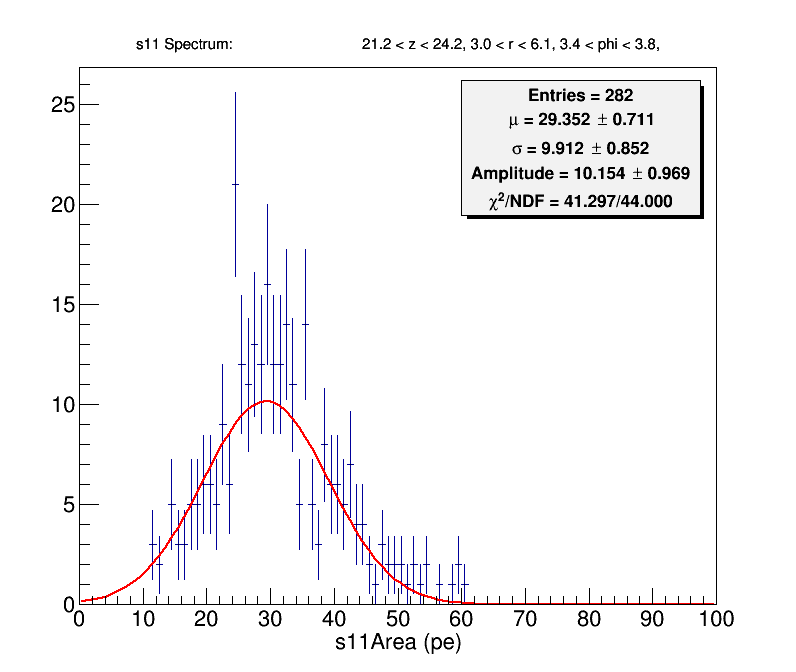 s11 Spectrum: 21.2 < z < 24.2, 3.0 < r < 6.1, 3.4 < phi < 3.8,
Entries = 282
μ = 29.352 ± 0.711
σ = 9.912 ± 0.852
Amplitude = 10.154 ± 0.969
χ²/NDF = 41.297/44.000
25
20
15
10
5
0
0 10 20 30 40 50 60 70 80 90 100
s11Area (pe)